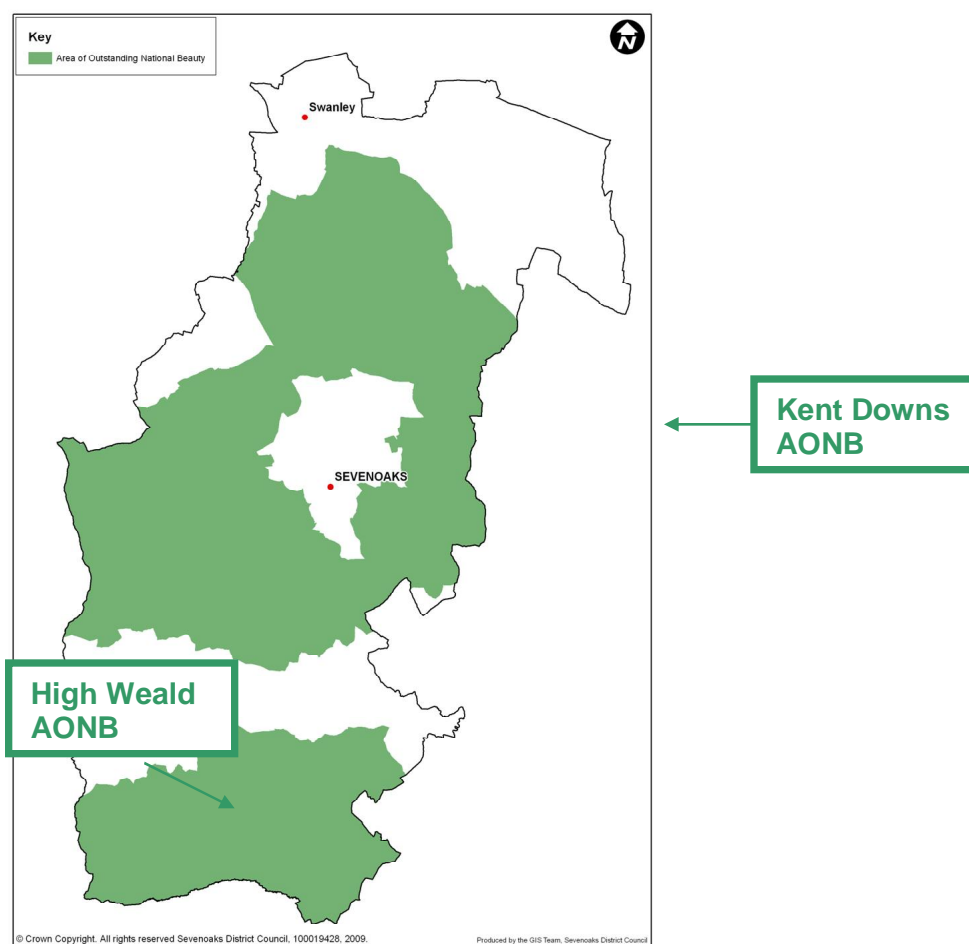 Key
Area of Outstanding National Beauty
N
Swanley
Kent Downs
AONB
SEVENOAKS
High Weald
AONB
© Crown Copyright. All rights reserved Sevenoaks District Council, 100019428, 2009.
Produced by the GIS Team, Sevenoaks District Council